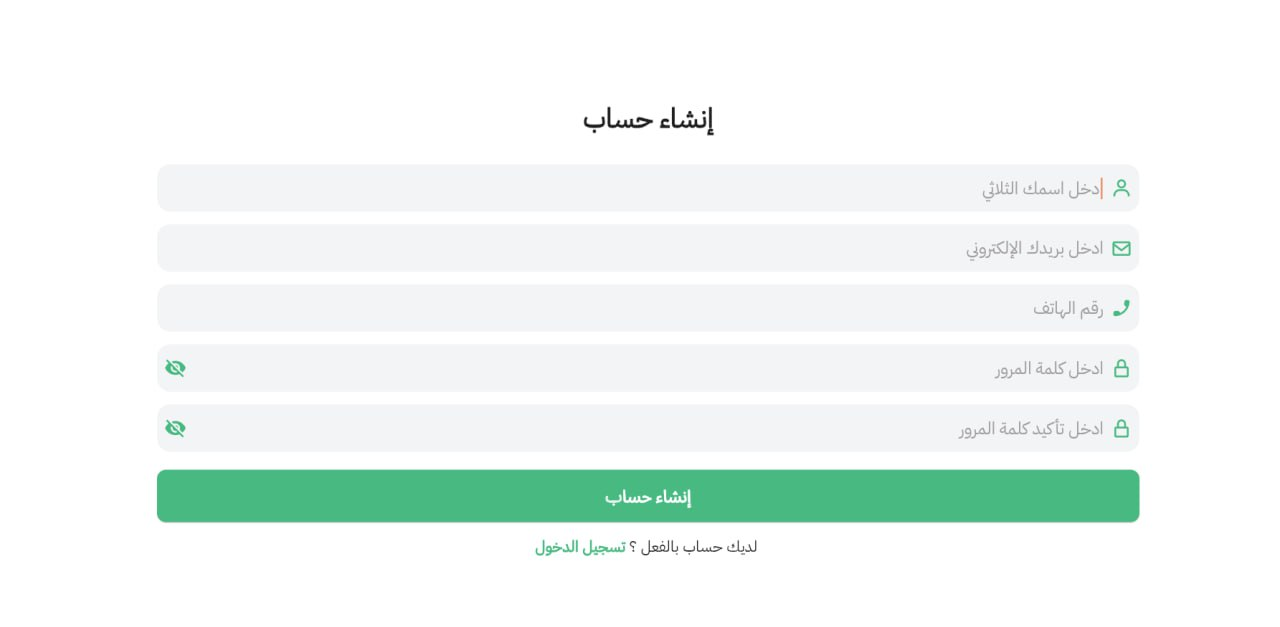 إنشاء حساب
دخل اسمك الثلاثي
ادخل بريدك الإلكتروني
رقم الهاتف
ادخل كلمة المرور
ادخل تأكيد كلمة المرور
إنشاء حساب
لديك حساب بالفعل ؟ تسجيل الدخول